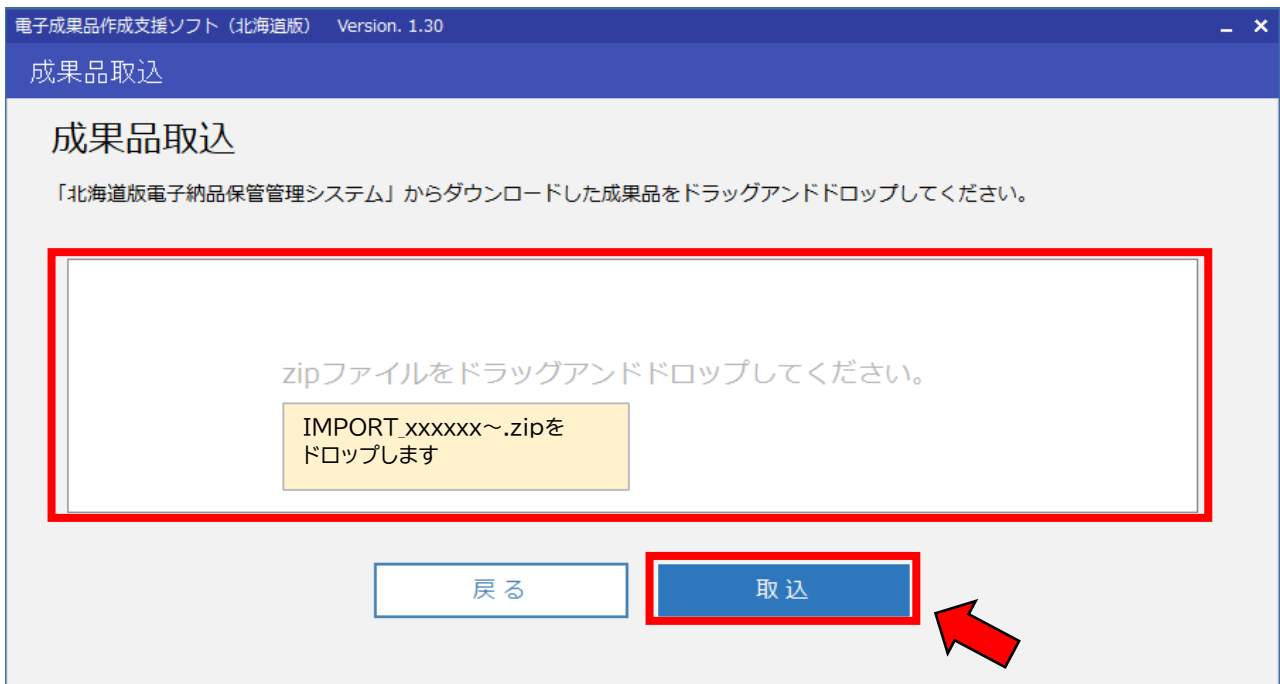 電子成果品作成支援ソフト（北海道版） Version. 1.30
成果品取込
成果品取込
「北海道版電子納品保管管理システム」からダウンロードした成果品をドラッグアンドドロップしてください。
zipファイルをドラッグアンドドロップしてください。
IMPORT_xxxxxx～.zipを
ドロップします
戻る
取込